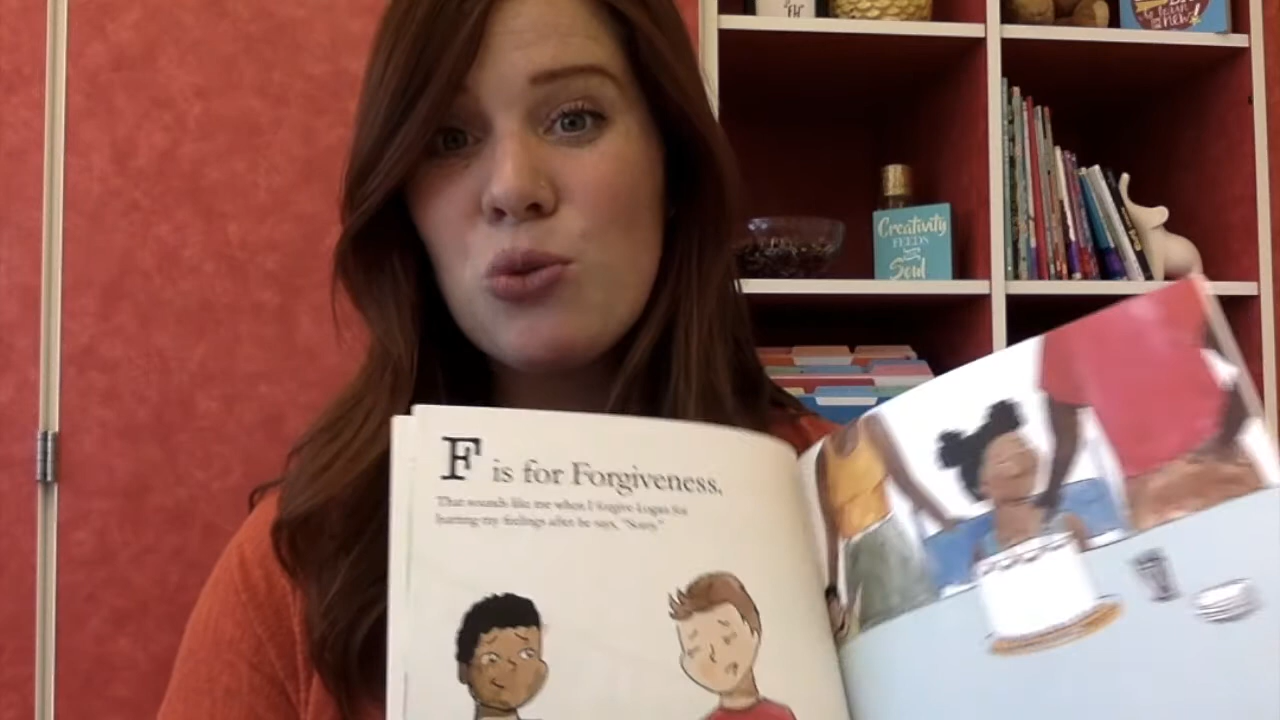 new!
Creativity
FEEDS
Soul
F is for Forgiveness.
That sounds like me when I forgive Logan for
hurting my feelings after he says, "Sorry."